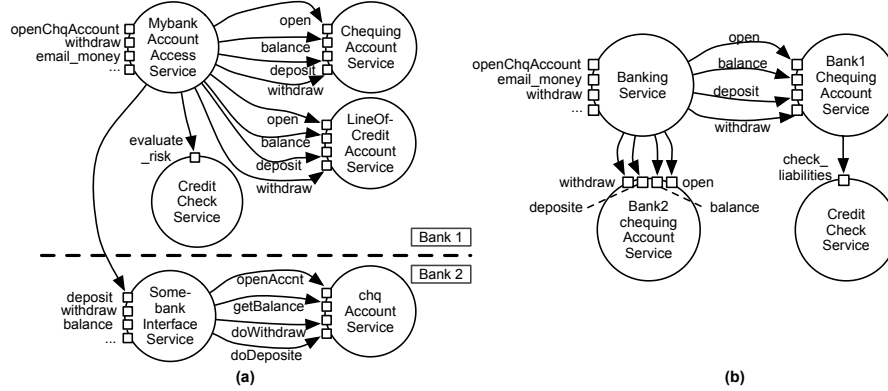 openChqAccount
withdraw
email_money
...
Mybank
Account
Access
Service
open
balance
deposit
withdraw
Chequing
Account
Service
open
balance
deposit
withdraw
LineOf-
Credit
Account
Service
evaluate
_risk
Credit
Check
Service
Bank 1
Bank 2
deposit
withdraw
balance
...
Some-
bank
Interface
Service
openAccnt
getBalance
doWithdraw
doDeposite
chq
Account
Service
(a)
openChqAccount
email_money
withdraw
...
Banking
Service
open
balance
deposit
withdraw
Bank1
Chequing
Account
Service
withdraw
open
deposite
balance
Bank2
chequing
Account
Service
check_
liabilities
Credit
Check
Service
(b)